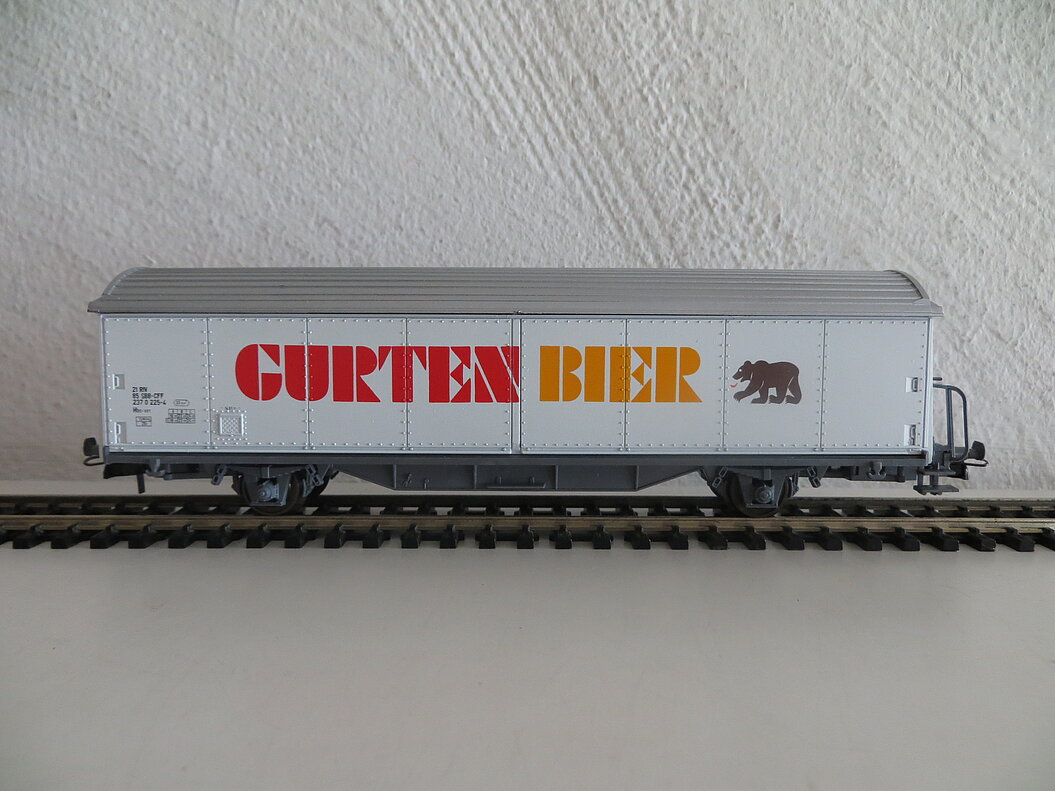 GURTEN BIER
21 RIV
85 SBB-CFF
237 0 225-4